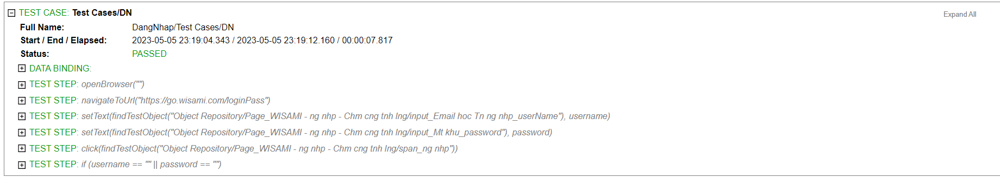 TEST CASE: Test Cases/DN
Expand All
Full Name: DangNhap/Test Cases/DN
Start / End / Elapsed: 2023-05-05 23:19:04.343 / 2023-05-05 23:19:12.160 / 00:00:07.817
Status: PASSED
DATA BINDING:
TEST STEP: openBrowser("")
TEST STEP: navigateToUrl("https://go.wisami.com/loginPass")
TEST STEP: setText(findTestObject("Object Repository/Page_WISAMI - ng nhp - Chm cng tnh lng/input_Email hoc Tn ng nhp_userName"), username)
TEST STEP: setText(findTestObject("Object Repository/Page_WISAMI - ng nhp - Chm cng tnh lng/input_Mt khu_password"), password)
TEST STEP: click(findTestObject("Object Repository/Page_WISAMI - ng nhp - Chm cng tnh lng/span_ng nhp"))
TEST STEP: if (username == "" || password == "")